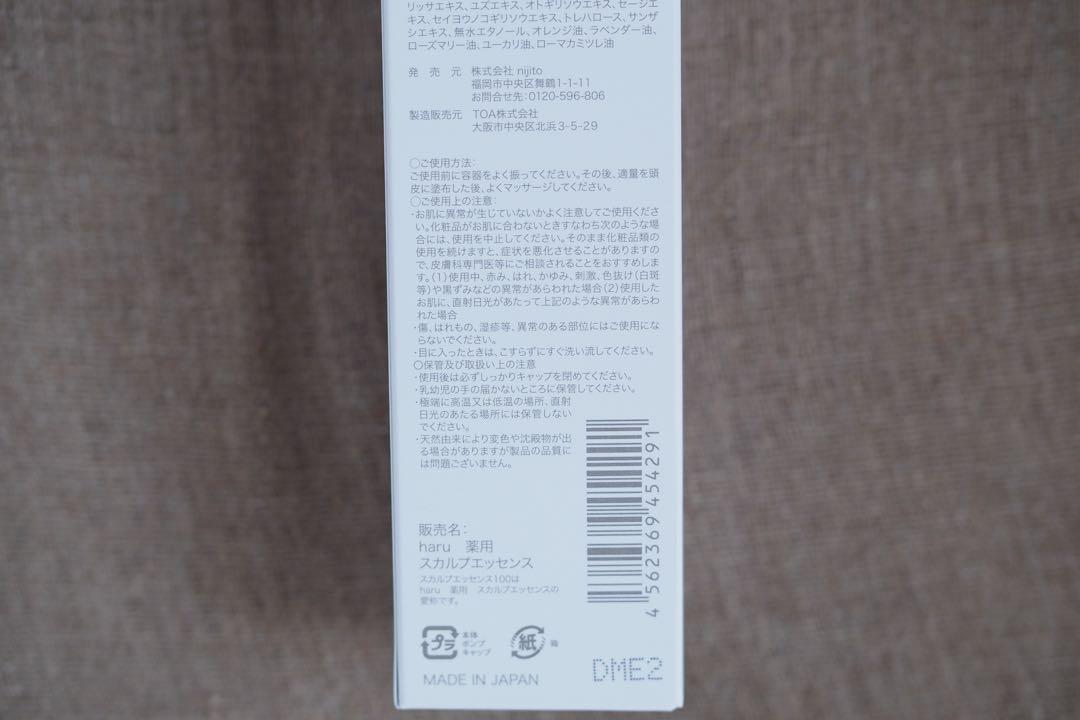 リッサエキス、ユズエキス、オトギリソウエキス、セージエ
キス、セイヨウノコギリソウエキス、トレハロース、サンザ
シエキス、無水エタノール、オレンジ油、ラベンダー油、
ローズマリー油、ユーカリ油、ローマカミツレ油
発売元 株式会社 nijito
福岡市中央区舞鶴1-1-11
お問合せ先:0120-596-806
製造販売元 TOA株式会社
大阪市中央区北浜3-5-29
○ご使用方法:
ご使用前に容器をよく振ってください。その後、適量を頭
皮に塗布した後、よくマッサージしてください。
○ご使用上の注意:
・お肌に異常が生じていないかよく注意してご使用くださ
い。化粧品がお肌に合わないときすなわち次のような場
合には、使用を中止してください。そのまま化粧品類の
使用を続けますと、症状を悪化させることがありますの
で、皮膚科専門医等にご相談されることをおすすめしま
す。(1)使用中、赤み、はれ、かゆみ、刺激、色抜け(白斑
等)や黒ずみなどの異常があらわれた場合(2)使用した
お肌に、直射日光があたって上記のような異常があらわ
れた場合
・傷、はれもの、湿疹等、異常のある部位にはご使用にな
らないでください。
・目に入ったときは、こすらずにすぐ洗い流してください。
○保管及び取扱い上の注意
・使用後は必ずしっかりキャップを閉めてください。
・乳幼児の手の届かないところに保管してください。
・極端に高温又は低温の場所、直射
日光のあたる場所には保管しない
でください。
・天然由来により変色や沈殿物が出
る場合がありますが製品の品質に
は問題ございません。
4 562369 454291
販売名:
haru 薬用
スカルプエッセンス
スカルプエッセンス100は
haru 薬用 スカルプエッセンスの
愛称です。
プラ
本体
ポンプ
キャップ
紙
箱
MADE IN JAPAN
DME2